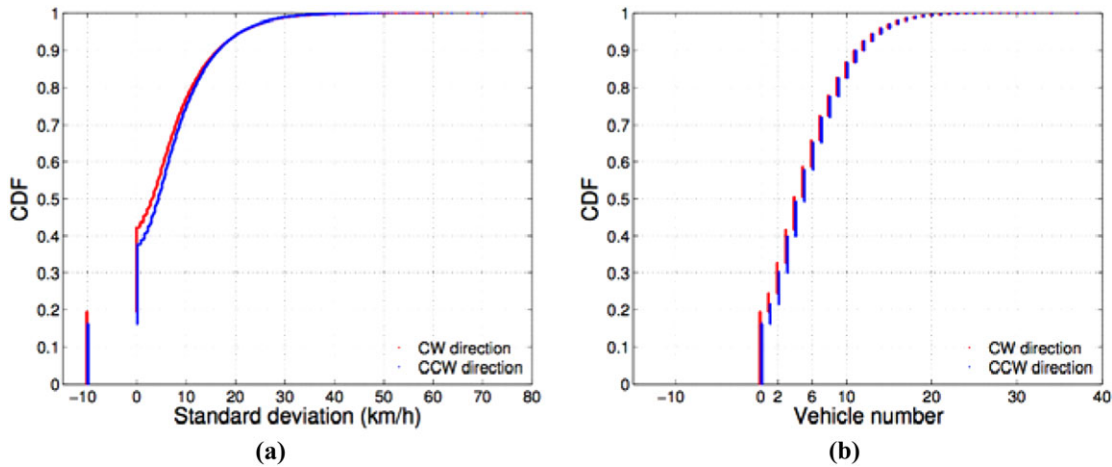 1
0.9
0.8
0.7
0.6
0.5
0.4
0.3
0.2
0.1
0
CDF
CW direction
CCW direction
−10 0 10 20 30 40 50 60 70 80
Standard deviation (km/h)
(a)
1
0.9
0.8
0.7
0.6
0.5
0.4
0.3
0.2
0.1
0
CDF
CW direction
CCW direction
−10 0 2 6 10 20 30 40
Vehicle number
(b)